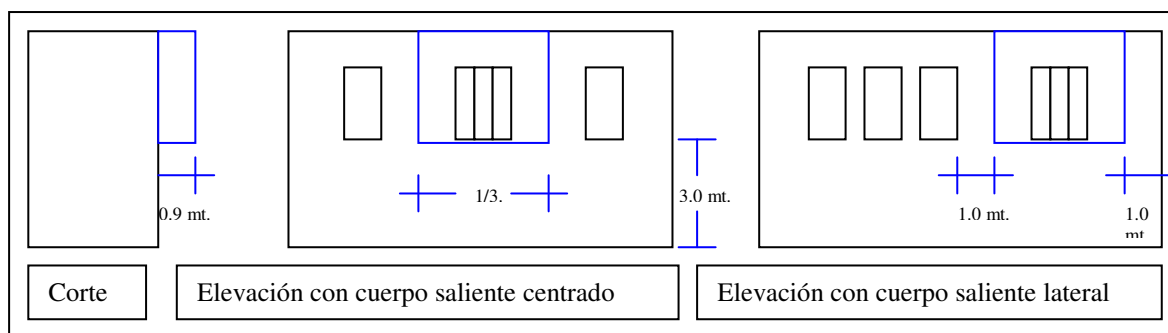 0.9 mt.
1/3.
3.0 mt.
1.0 mt.
1.0
mt
Corte
Elevación con cuerpo saliente centrado
Elevación con cuerpo saliente lateral